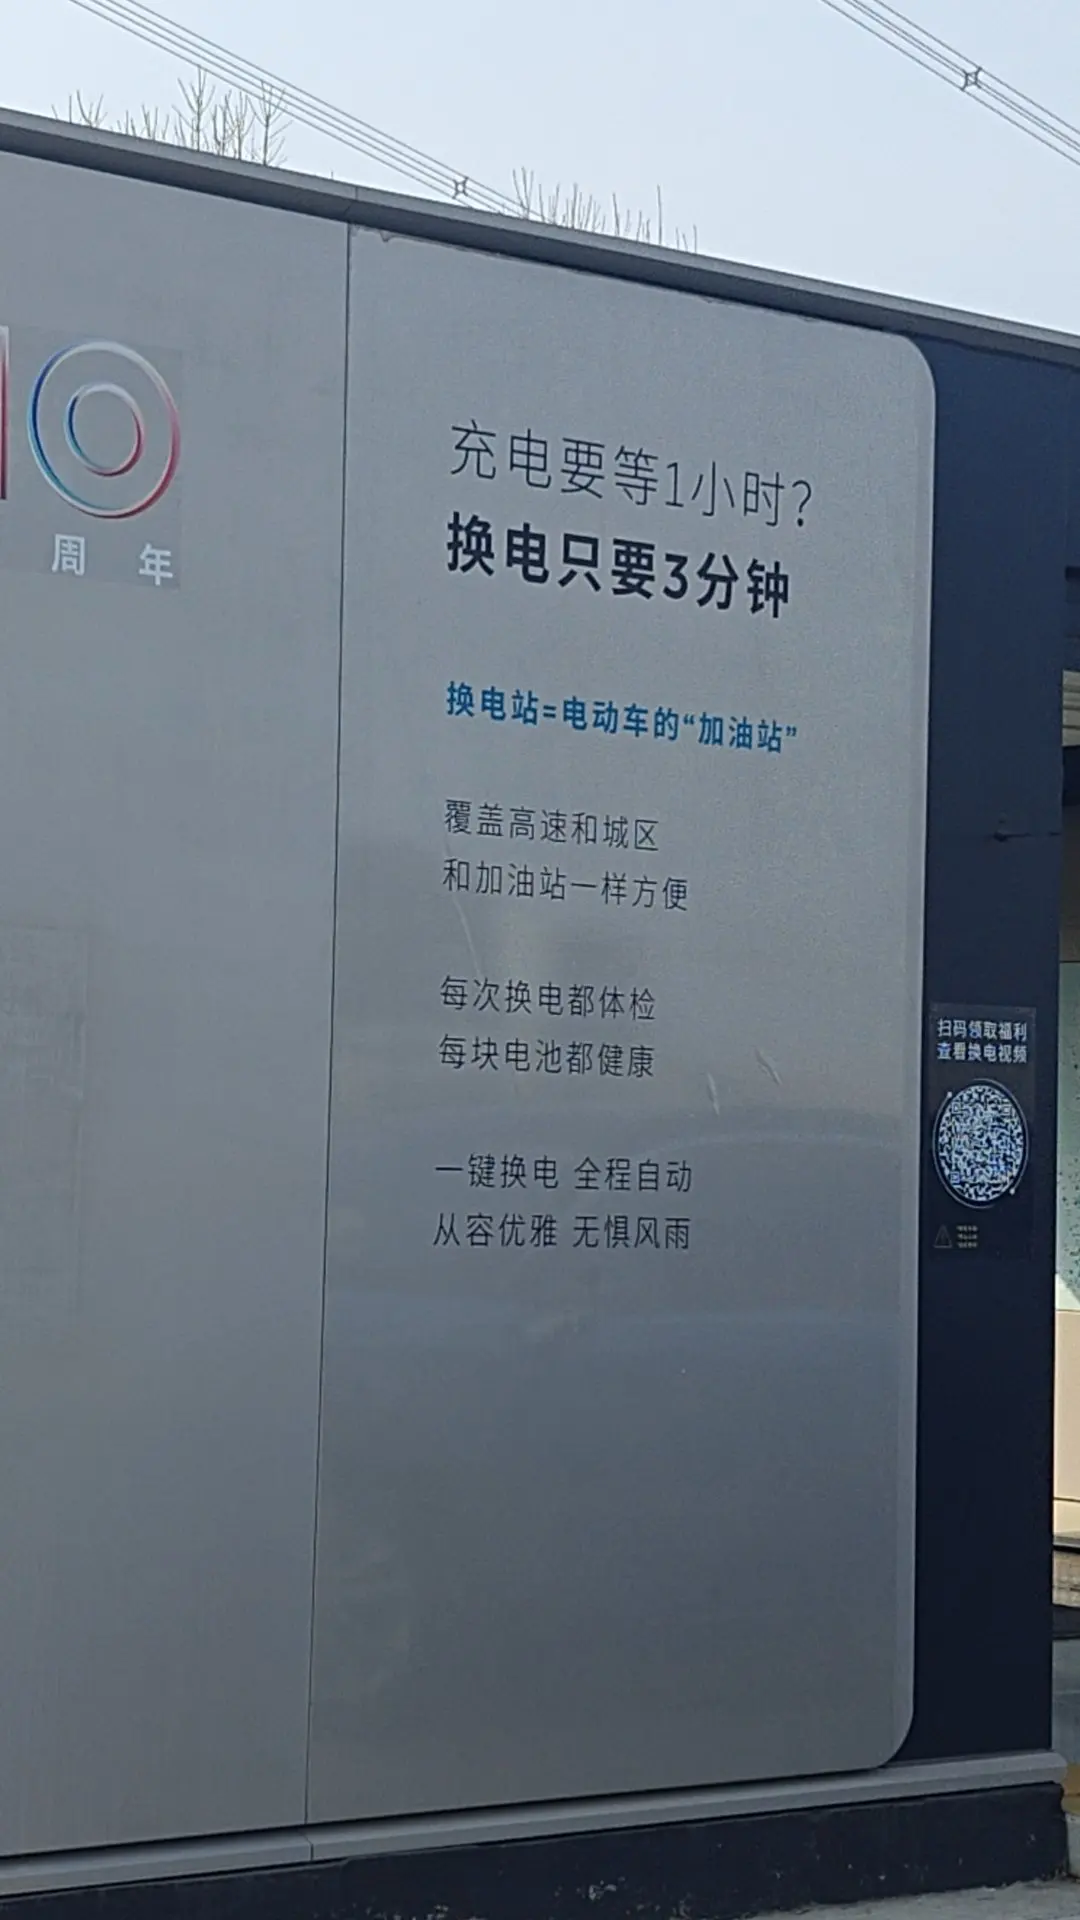 10
周 年
充电要等1小时?
换电只要3分钟
换电站=电动车的“加油站”
覆盖高速和城区
和加油站一样方便
每次换电都体检
每块电池都健康
一键换电 全程自动
从容优雅 无惧风雨
扫码领取福利
查看换电视频